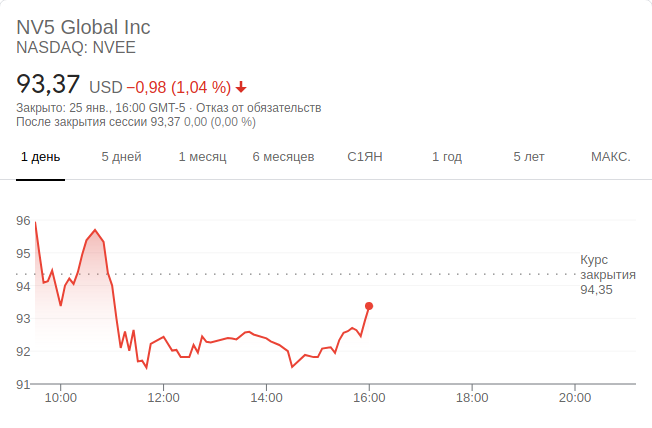 NV5 Global Inc
NASDAQ: NVEE
93,37 USD −0,98 (1,04 %)
Закрыто: 25 янв., 16:00 GMT-5 · Отказ от обязательств
После закрытия сессии 93,37 0,00 (0,00 %)
1 день 5 дней 1 месяц 6 месяцев С1ЯН 1 год 5 лет МАКС.
96
95
Курс
закрытия
94,35
94
93
92
91
10:00 12:00 14:00 16:00 18:00 20:00